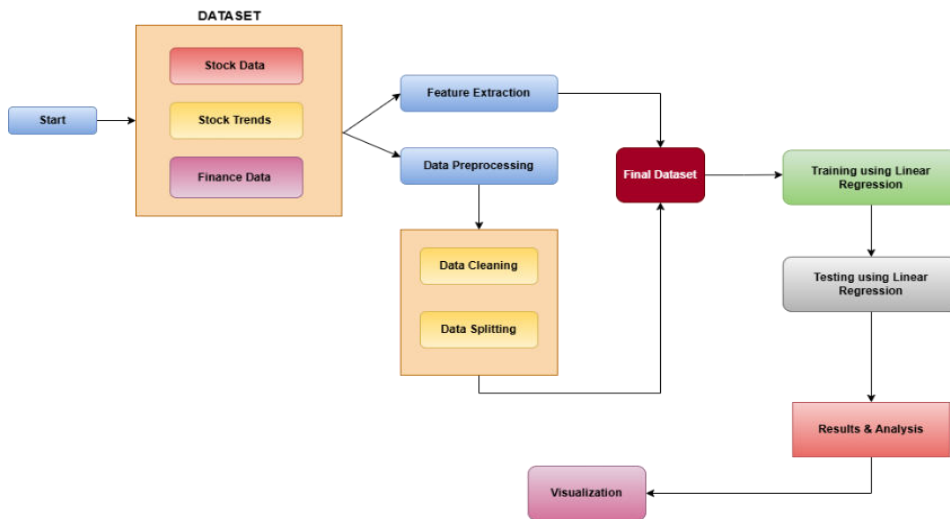 DATASET
Stock Data
Start
Stock Trends
Finance Data
Feature Extraction
Data Preprocessing
Data Cleaning
Data Splitting
Final Dataset
Training using Linear
Regression
Testing using Linear
Regression
Results & Analysis
Visualization